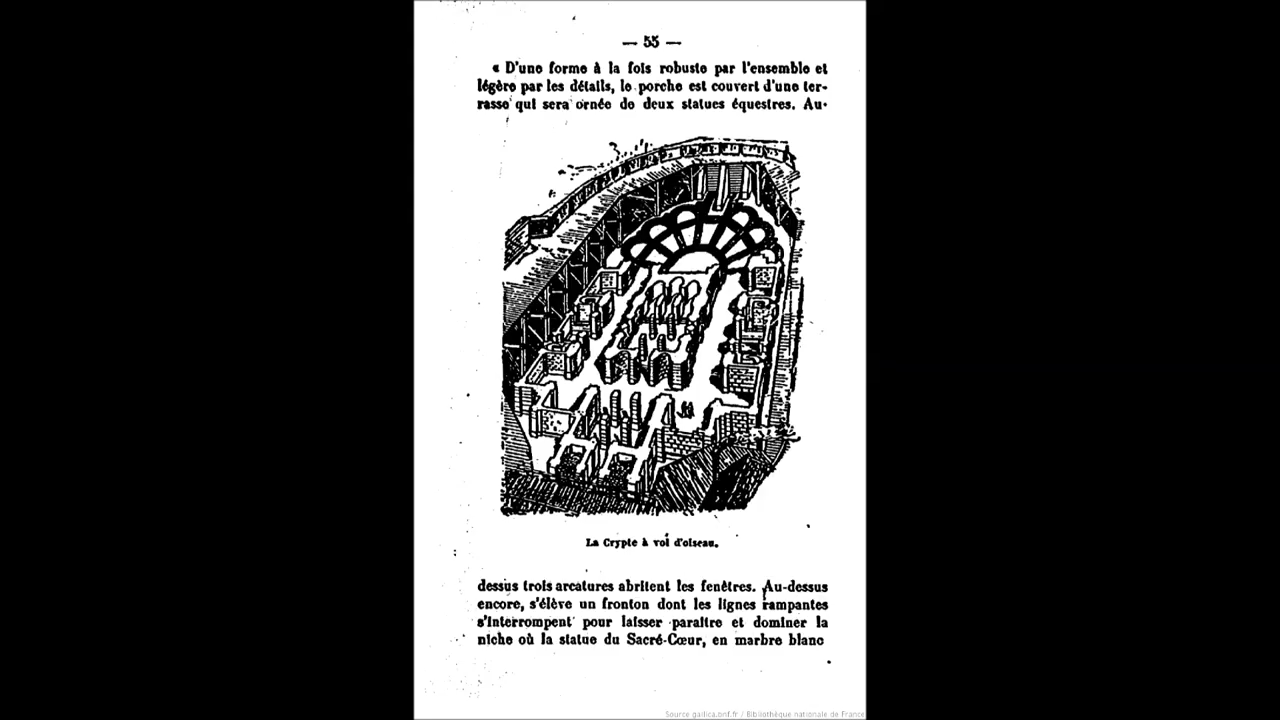 — 55 —
« D'une forme à la fois robuste par l'ensemble et
légère par les détails, le porche est couvert d'une ter-
rasse qui sera ornée de deux statues équestres. Au-
La Crypte à vol d'oiseau.
dessus trois arcatures abritent les fenêtres. Au-dessus
encore, s'élève un fronton dont les lignes rampantes
s'interrompent pour laisser paraître et dominer la
niche où la statue du Sacré-Cœur, en marbre blanc
Source gallica.bnf.fr / Bibliothèque nationale de France